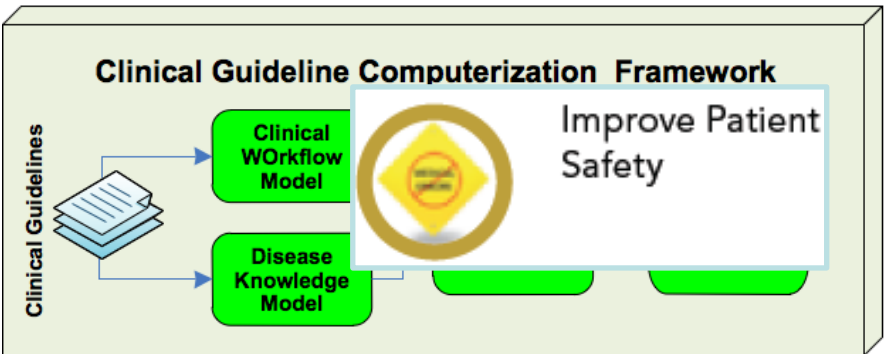 Clinical Guideline Computerization Framework
Clinical Guidelines
Clinical
WOrkflow
Model
Improve Patient
Safety
Disease
Knowledge
Model